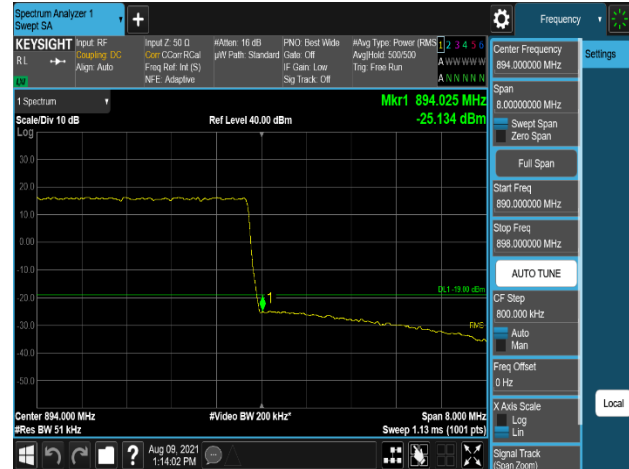 Spectrum Analyzer 1
Swept SA
+
Frequency
KEYSIGHT
RL
LM
Input: RF
Coupling: DC
Align: Auto
Input Z: 50 Ω
Corr CCorr RCal
Freq Ref: Int (S)
NFE: Adaptive
#Atten: 16 dB
µW Path: Standard
PNO: Best Wide
Gate: Off
IF Gain: Low
Sig Track: Off
#Avg Type: Power (RMS
Avg|Hold: 500/500
Trig: Free Run
1 2 3 4 5 6
A W W W W W
A N N N N N
1 Spectrum
Scale/Div 10 dB
Ref Level 40.00 dBm
Mkr1 894.025 MHz
-25.134 dBm
Log
30.0
20.0
10.0
0.00
-10.0
-20.0
-30.0
-40.0
-50.0
DL1 -19.00 dBm
1
RMS
Center 894.000 MHz
#Res BW 51 kHz
#Video BW 200 kHz*
Span 8.000 MHz
Sweep 1.13 ms (1001 pts)
Aug 09, 2021
1:14:02 PM
?
Center Frequency
894.000000 MHz
Span
8.00000000 MHz
Swept Span
Zero Span
Full Span
Start Freq
890.000000 MHz
Stop Freq
898.000000 MHz
AUTO TUNE
CF Step
800.000 kHz
Auto
Man
Freq Offset
0 Hz
X Axis Scale
Log
Lin
Signal Track
(Span Zoom)
Settings
Local